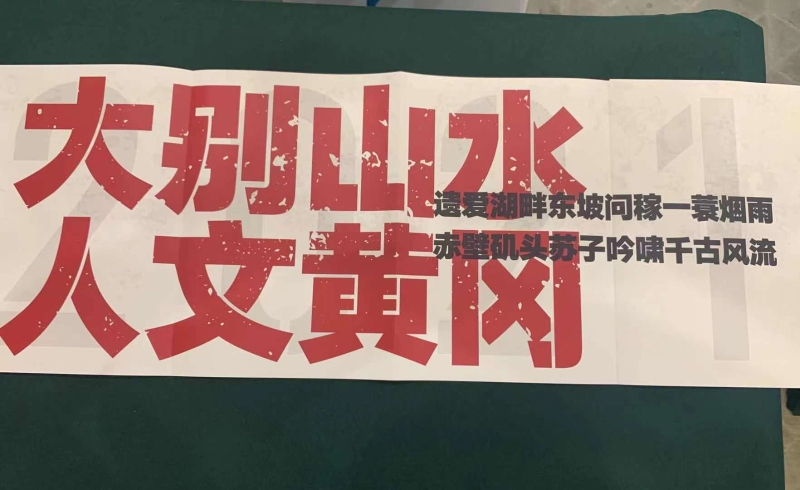 2021
大别山水
人文黄冈
遗爱湖畔东坡问稼一蓑烟雨
赤壁矶头苏子吟啸千古风流